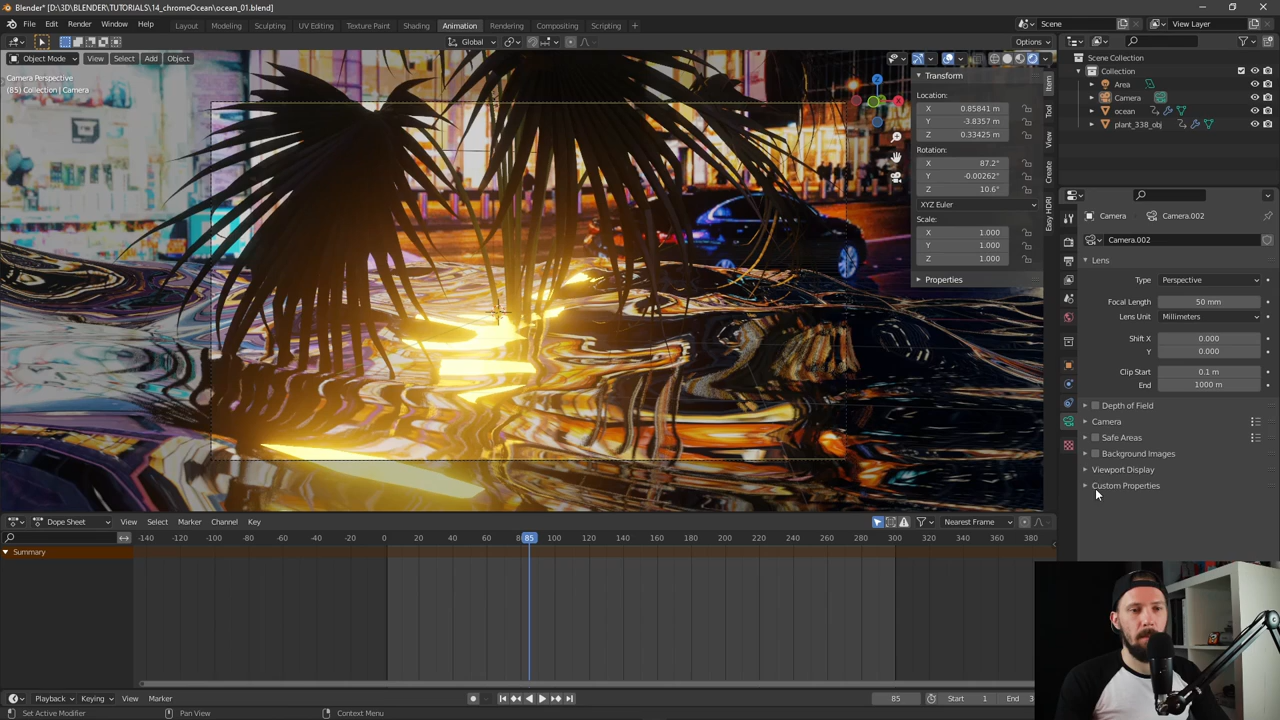 Blender* [D:\3D\BLENDER\TUTORIALS\14_chromeOcean\ocean_01.blend]
File Edit Render Window Help Layout Modeling Sculpting UV Editing Texture Paint Shading Animation Rendering Compositing Scripting + Scene View Layer
Global Options
Object Mode View Select Add Object
Camera Perspective
(85) Collection | Camera
Transform
Location:
X 0.85841 m
Y -3.8357 m
Z 0.33425 m
Rotation:
X 87.2°
Y -0.00262°
Z 10.6°
XYZ Euler
Scale:
X 1.000
Y 1.000
Z 1.000
Properties
Item
Tool
View
Create
Easy HDRI
Scene Collection
Collection
Area
Camera
ocean
plant_338_obj
Camera Camera.002
Camera.002
Lens
Type Perspective
Focal Length 50 mm
Lens Unit Millimeters
Shift X 0.000
Y 0.000
Clip Start 0.1 m
End 1000 m
Depth of Field
Camera
Safe Areas
Background Images
Viewport Display
Custom Properties
Dope Sheet View Select Marker Channel Key Nearest Frame
-140 -120 -100 -80 -60 -40 -20 0 20 40 60 85 100 120 140 160 180 200 220 240 260 280 300 320 340 360 380
Summary
Playback Keying View Marker 85 Start 1 End
Set Active Modifier Pan View Context Menu